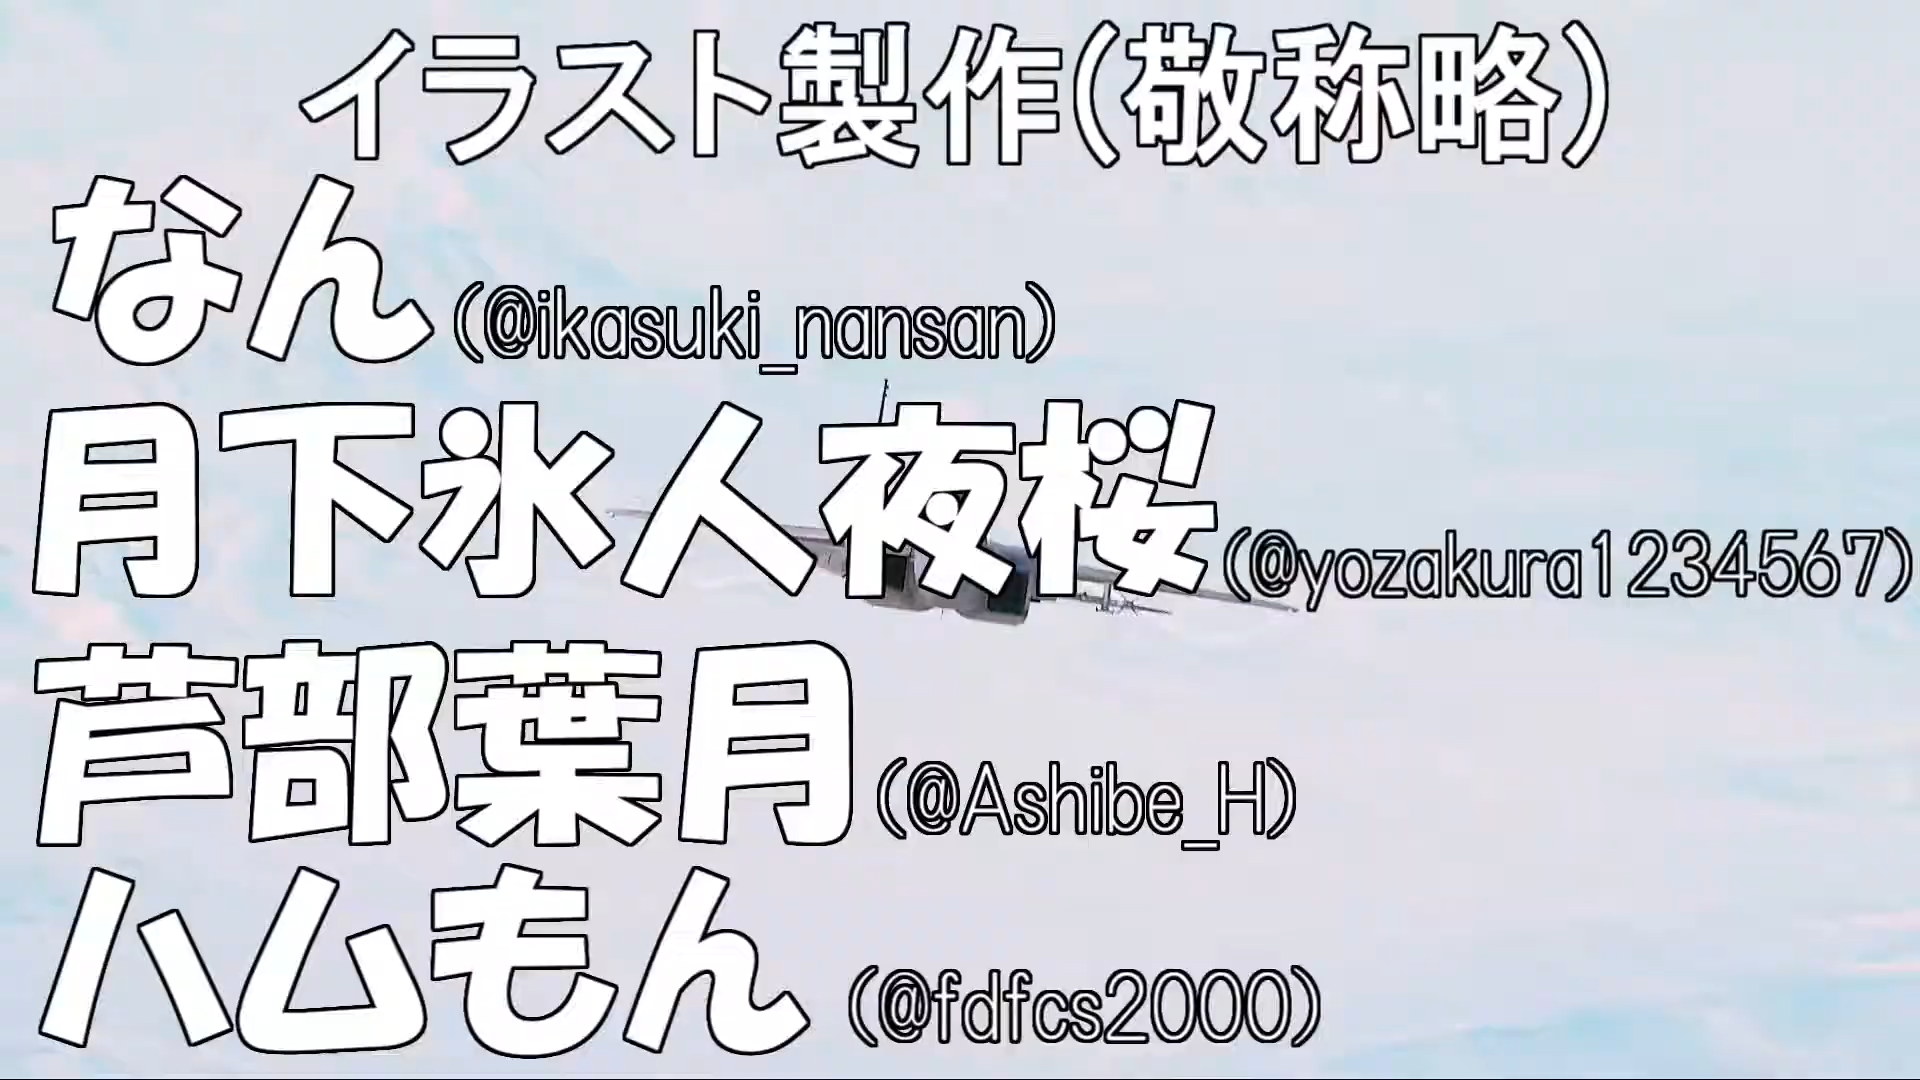 イラスト製作(敬称略)
なん(@ikasuki_nansan)
月下氷人夜桜(@yozakura1234567)
芦部葉月(@Ashibe_H)
ハムもん(@fdfcs2000)